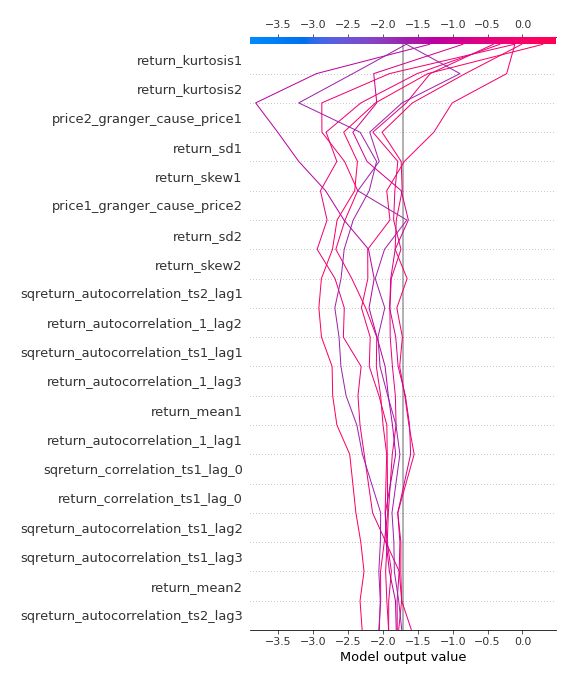 −3.5 −3.0 −2.5 −2.0 −1.5 −1.0 −0.5 0.0
return_kurtosis1
return_kurtosis2
price2_granger_cause_price1
return_sd1
return_skew1
price1_granger_cause_price2
return_sd2
return_skew2
sqreturn_autocorrelation_ts2_lag1
return_autocorrelation_1_lag2
sqreturn_autocorrelation_ts1_lag1
return_autocorrelation_1_lag3
return_mean1
return_autocorrelation_1_lag1
sqreturn_correlation_ts1_lag_0
return_correlation_ts1_lag_0
sqreturn_autocorrelation_ts1_lag2
sqreturn_autocorrelation_ts1_lag3
return_mean2
sqreturn_autocorrelation_ts2_lag3
−3.5 −3.0 −2.5 −2.0 −1.5 −1.0 −0.5 0.0
Model output value